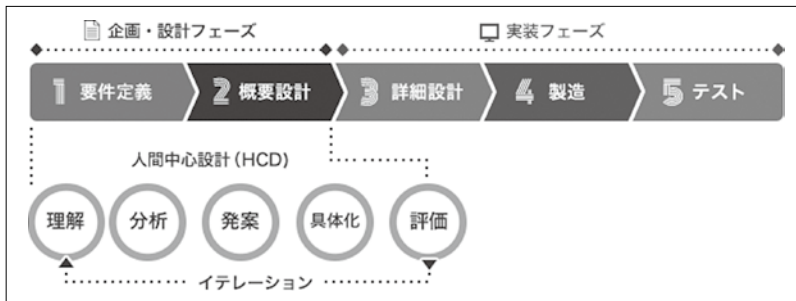 企画・設計フェーズ
実装フェーズ
1 要件定義
2 概要設計
3 詳細設計
4 製造
5 テスト
人間中心設計(HCD)
理解
分析
発案
具体化
評価
イテレーション